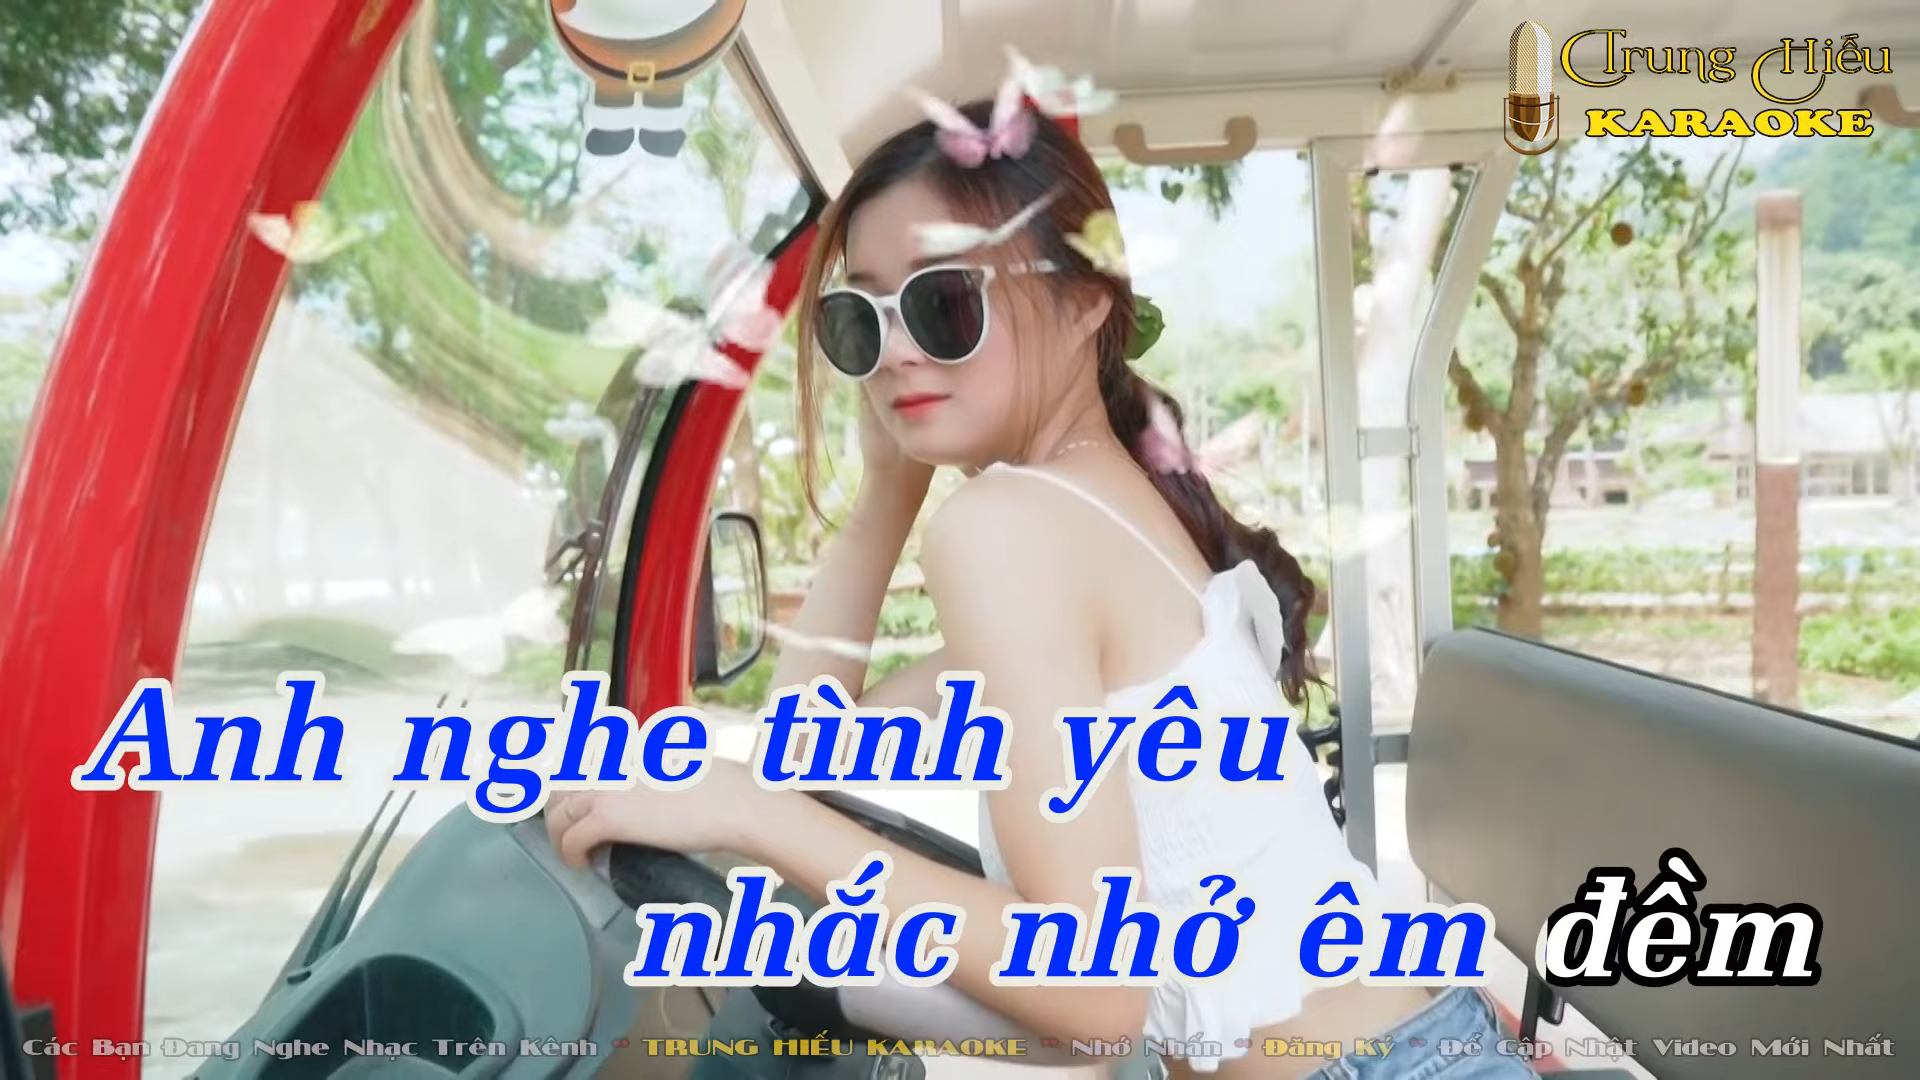 Trung Hiếu
KARAOKE
Anh nghe tình yêu
nhắc nhở êm đềm
Các Bạn Đang Nghe Nhạc Trên Kênh " TRUNG HIẾU KARAOKE " Nhớ Nhấn " Đăng Ký " Để Cập Nhật Video Mới Nhất